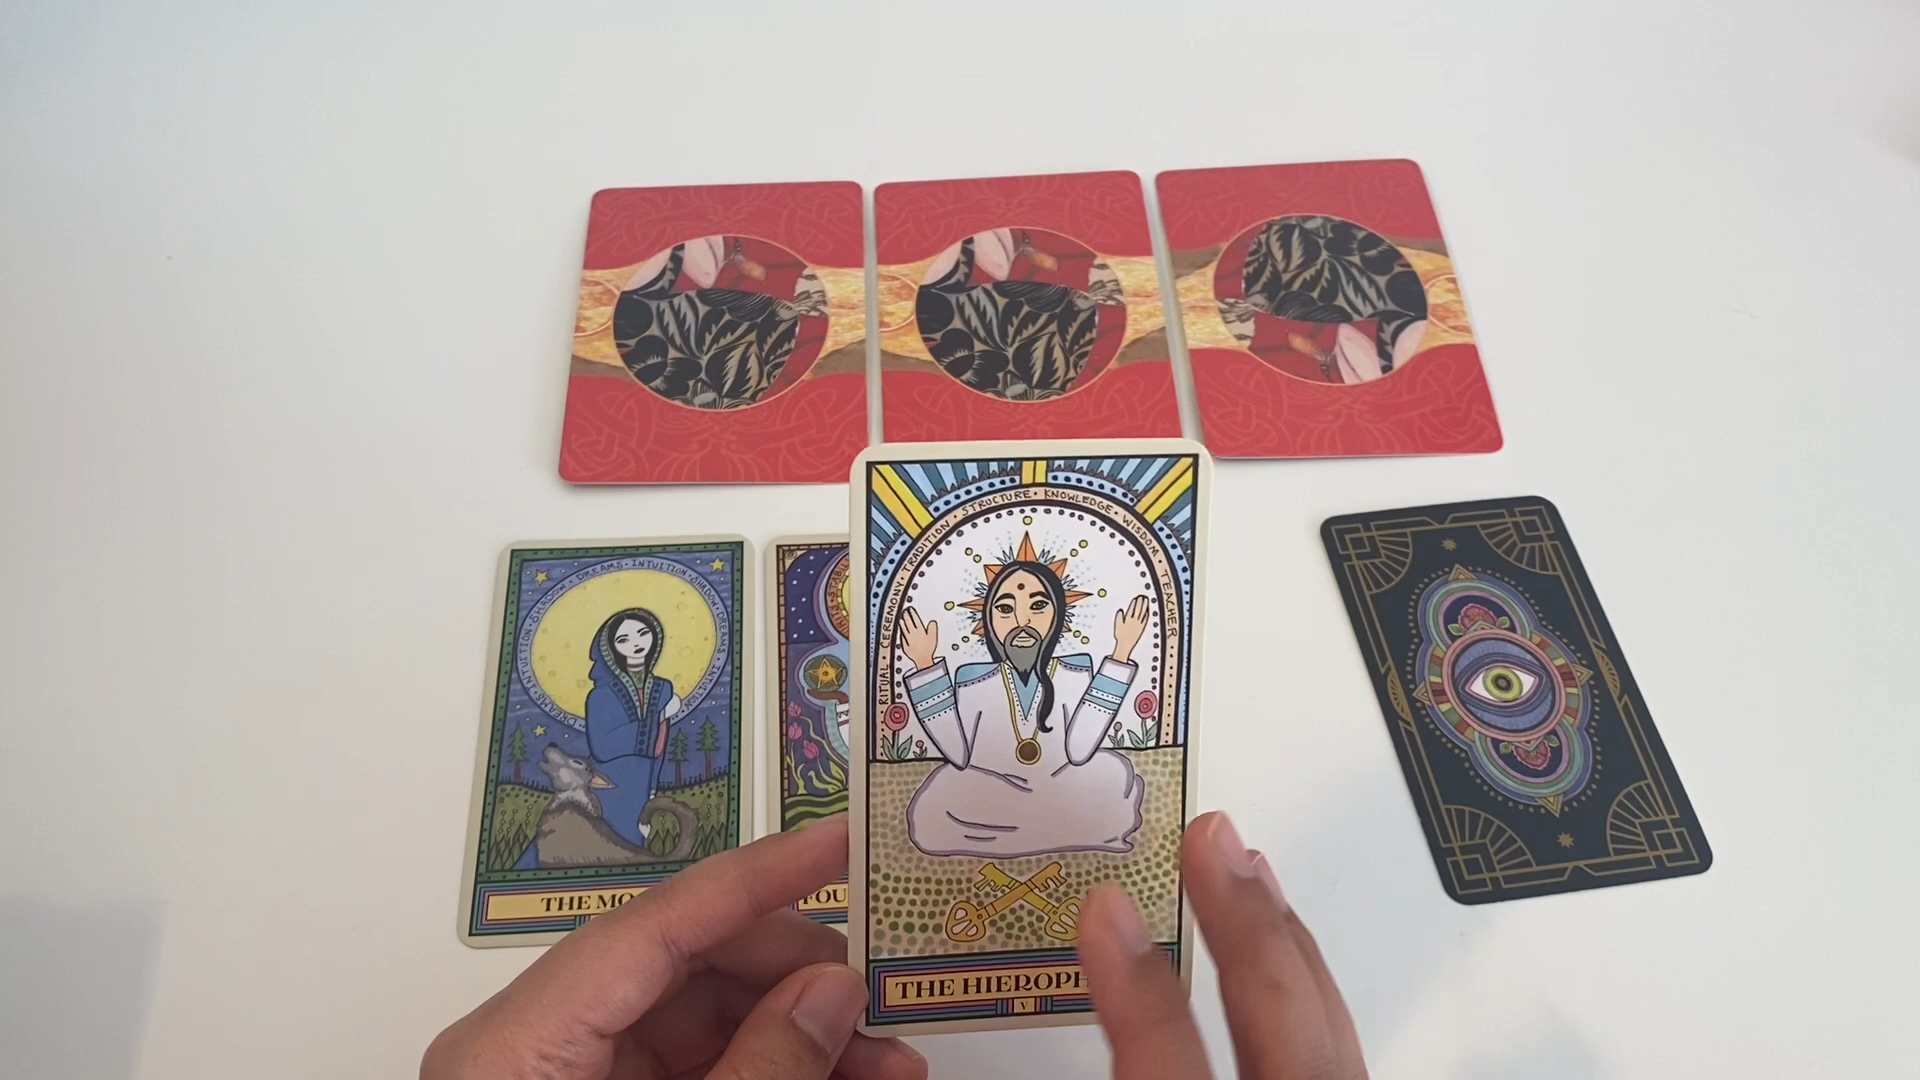 SHADOW · DREAMS · INTUITION · SHADOW · DREAMS · INTUITION · DREAMS · INTUITION
THE MO
FOU
RITUAL · CEREMONY · TRADITION · STRUCTURE · KNOWLEDGE · WISDOM · TEACHER
THE HIEROPH
V